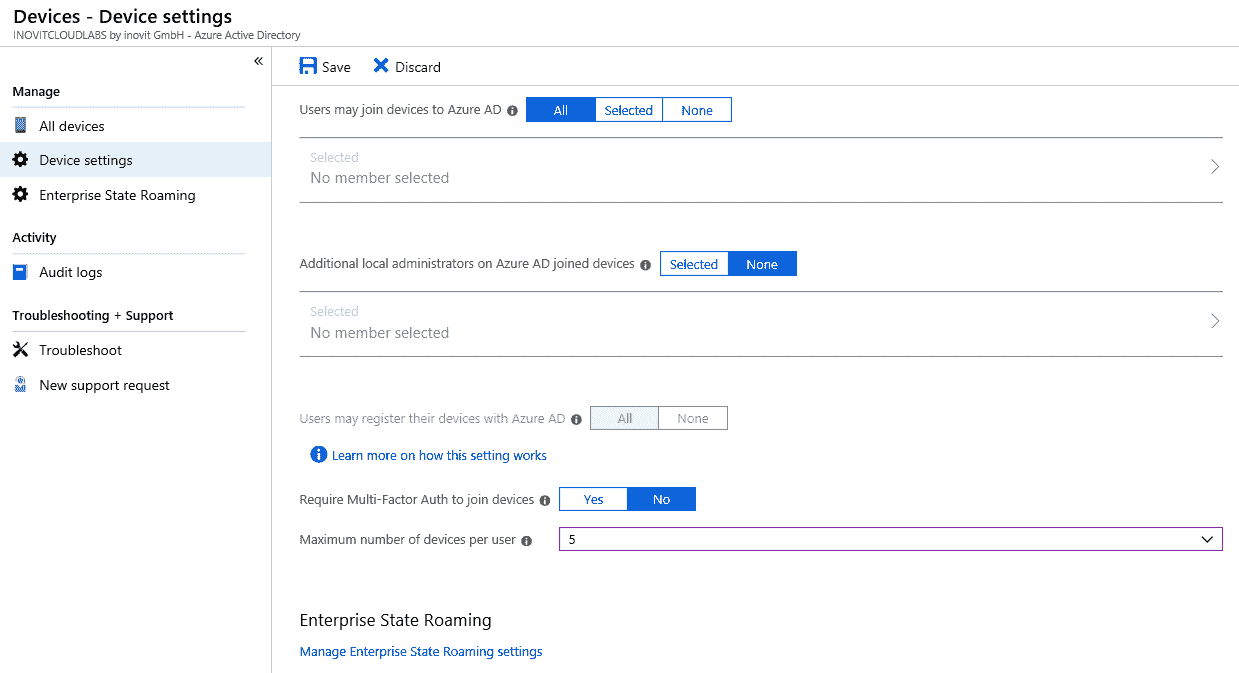 Devices - Device settings
INOVITCLOUDLABS by inovit GmbH - Azure Active Directory
«
Manage
All devices
Device settings
Enterprise State Roaming
Activity
Audit logs
Troubleshooting + Support
Troubleshoot
New support request
Save Discard
Users may join devices to Azure AD All Selected None
Selected
No member selected
Additional local administrators on Azure AD joined devices Selected None
Selected
No member selected
Users may register their devices with Azure AD All None
Learn more on how this setting works
Require Multi-Factor Auth to join devices Yes No
Maximum number of devices per user 5
Enterprise State Roaming
Manage Enterprise State Roaming settings